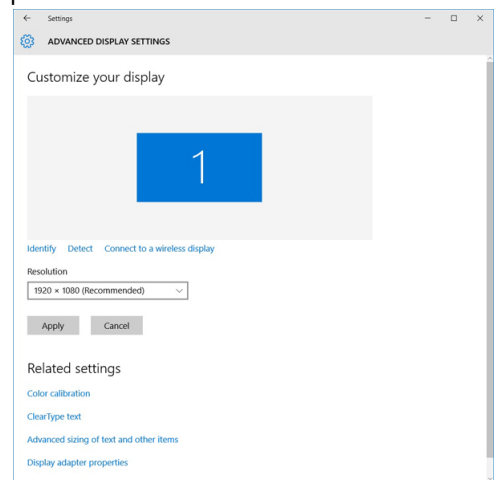 Settings
ADVANCED DISPLAY SETTINGS
Customize your display
1
Identify Detect Connect to a wireless display
Resolution
1920 × 1080 (Recommended)
Apply Cancel
Related settings
Color calibration
ClearType text
Advanced sizing of text and other items
Display adapter properties